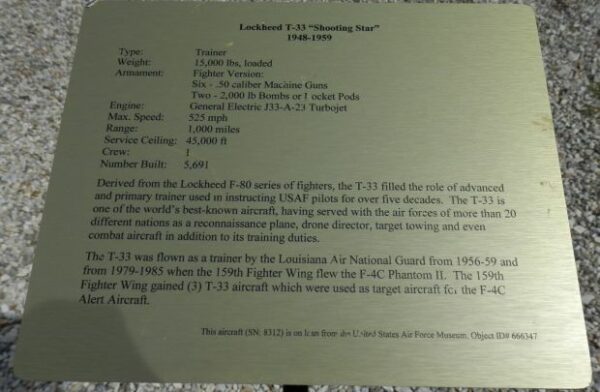 Lockheed T-33 "Shooting Star"
1948-1959
Type: Trainer
Weight: 15,000 lbs, loaded
Armament: Fighter Version:
Six - .50 caliber Machine Guns
Two - 2,000 lb Bombs or Rocket Pods
Engine: General Electric J33-A-23 Turbojet
Max. Speed: 525 mph
Range: 1,000 miles
Service Ceiling: 45,000 ft
Crew: 1
Number Built: 5,691
Derived from the Lockheed F-80 series of fighters, the T-33 filled the role of advanced
and primary trainer used in instructing USAF pilots for over five decades. The T-33 is
one of the world's best-known aircraft, having served with the air forces of more than 20
different nations as a reconnaissance plane, drone director, target towing and even
combat aircraft in addition to its training duties.
The T-33 was flown as a trainer by the Louisiana Air National Guard from 1956-59 and
from 1979-1985 when the 159th Fighter Wing flew the F-4C Phantom II. The 159th
Fighter Wing gained (3) T-33 aircraft which were used as target aircraft for the F-4C
Alert Aircraft.
This aircraft (SN: 8312) is on loan from the United States Air Force Museum. Object ID# 666347